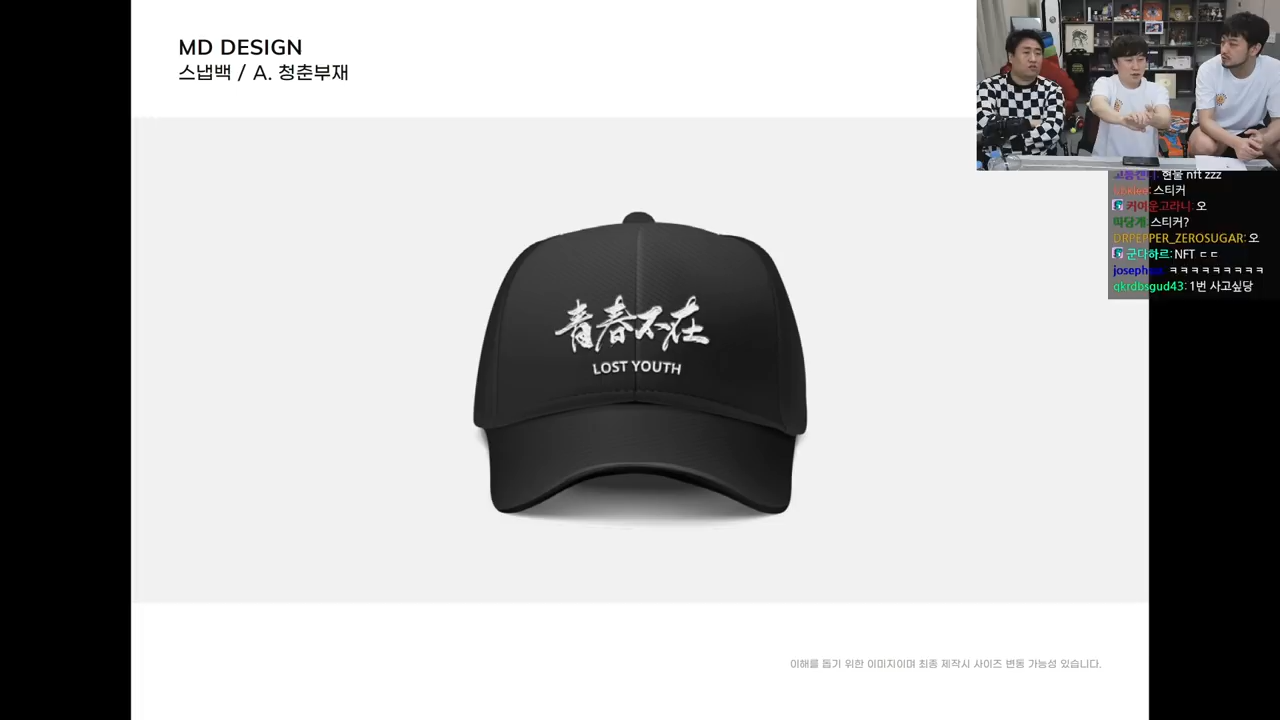 MD DESIGN
스냅백 / A. 청춘부재
青春不在
LOST YOUTH
현물 nft zzz
스티커
커여운고라니: 오
따당개: 스티커?
DRPEPPER_ZEROSUGAR: 오
군다하르: NFT ㄷㄷ
ㅋㅋㅋㅋㅋㅋㅋㅋㅋ
qkrdbsgud43: 1번 사고싶당
이해를 돕기 위한 이미지이며 최종 제작시 사이즈 변동 가능성 있습니다.